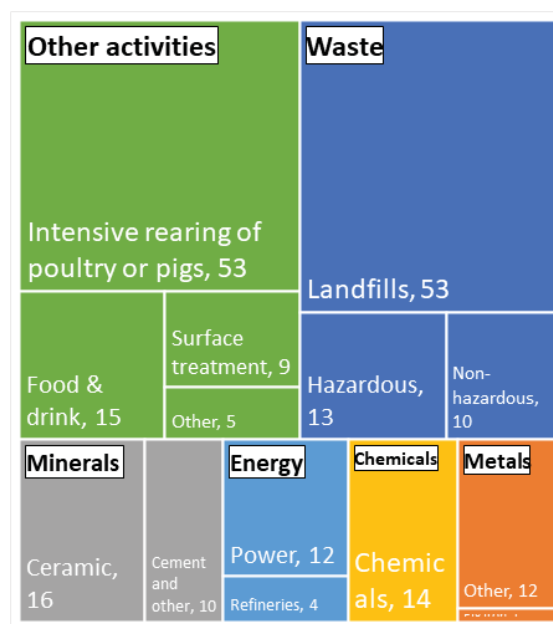 Other activities
Intensive rearing of
poultry or pigs, 53
Food &
drink, 15
Surface
treatment, 9
Other, 5
Waste
Landfills, 53
Hazardous,
13
Non-
hazardous,
10
Minerals
Ceramic,
16
Cement
and
other, 10
Energy
Power, 12
Refineries, 4
Chemicals
Chemic
als, 14
Metals
Other, 12